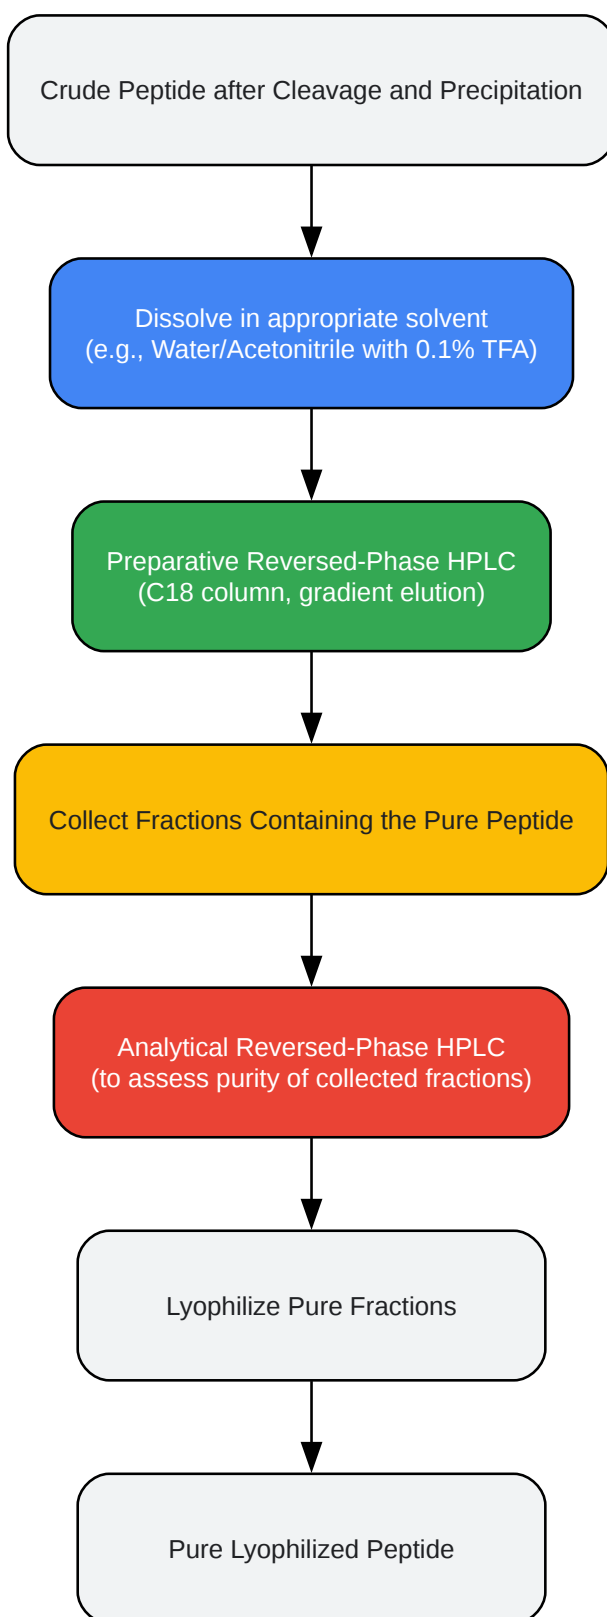 Crude Peptide after Cleavage and Precipitation
Dissolve in appropriate solvent
(e.g., Water/Acetonitrile with 0.1% TFA)
Preparative Reversed-Phase HPLC
(C18 column, gradient elution)
Collect Fractions Containing the Pure Peptide
Analytical Reversed-Phase HPLC
(to assess purity of collected fractions)
Lyophilize Pure Fractions
Pure Lyophilized Peptide